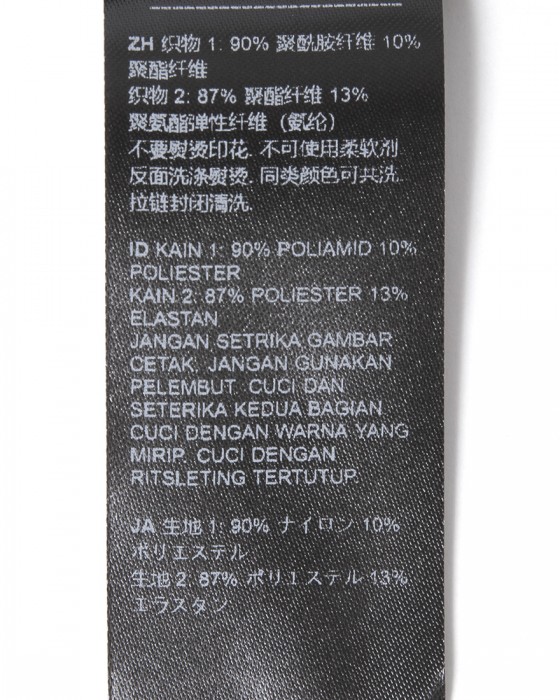 ZH 织物 1: 90% 聚酰胺纤维 10%
聚酯纤维
织物 2: 87% 聚酯纤维 13%
聚氨酯弹性纤维（氨纶）
不要熨烫印花. 不可使用柔软剂
反面洗涤熨烫. 同类颜色可共洗.
拉链封闭清洗.
ID KAIN 1: 90% POLIAMID 10%
POLIESTER
KAIN 2: 87% POLIESTER 13%
ELASTAN
JANGAN SETRIKA GAMBAR
CETAK. JANGAN GUNAKAN
PELEMBUT. CUCI DAN
SETERIKA KEDUA BAGIAN.
CUCI DENGAN WARNA YANG
MIRIP. CUCI DENGAN
RITSLETING TERTUTUP.
JA 生地 1: 90% ナイロン 10%
ポリエステル
生地 2: 87% ポリエステル 13%
エラスタン